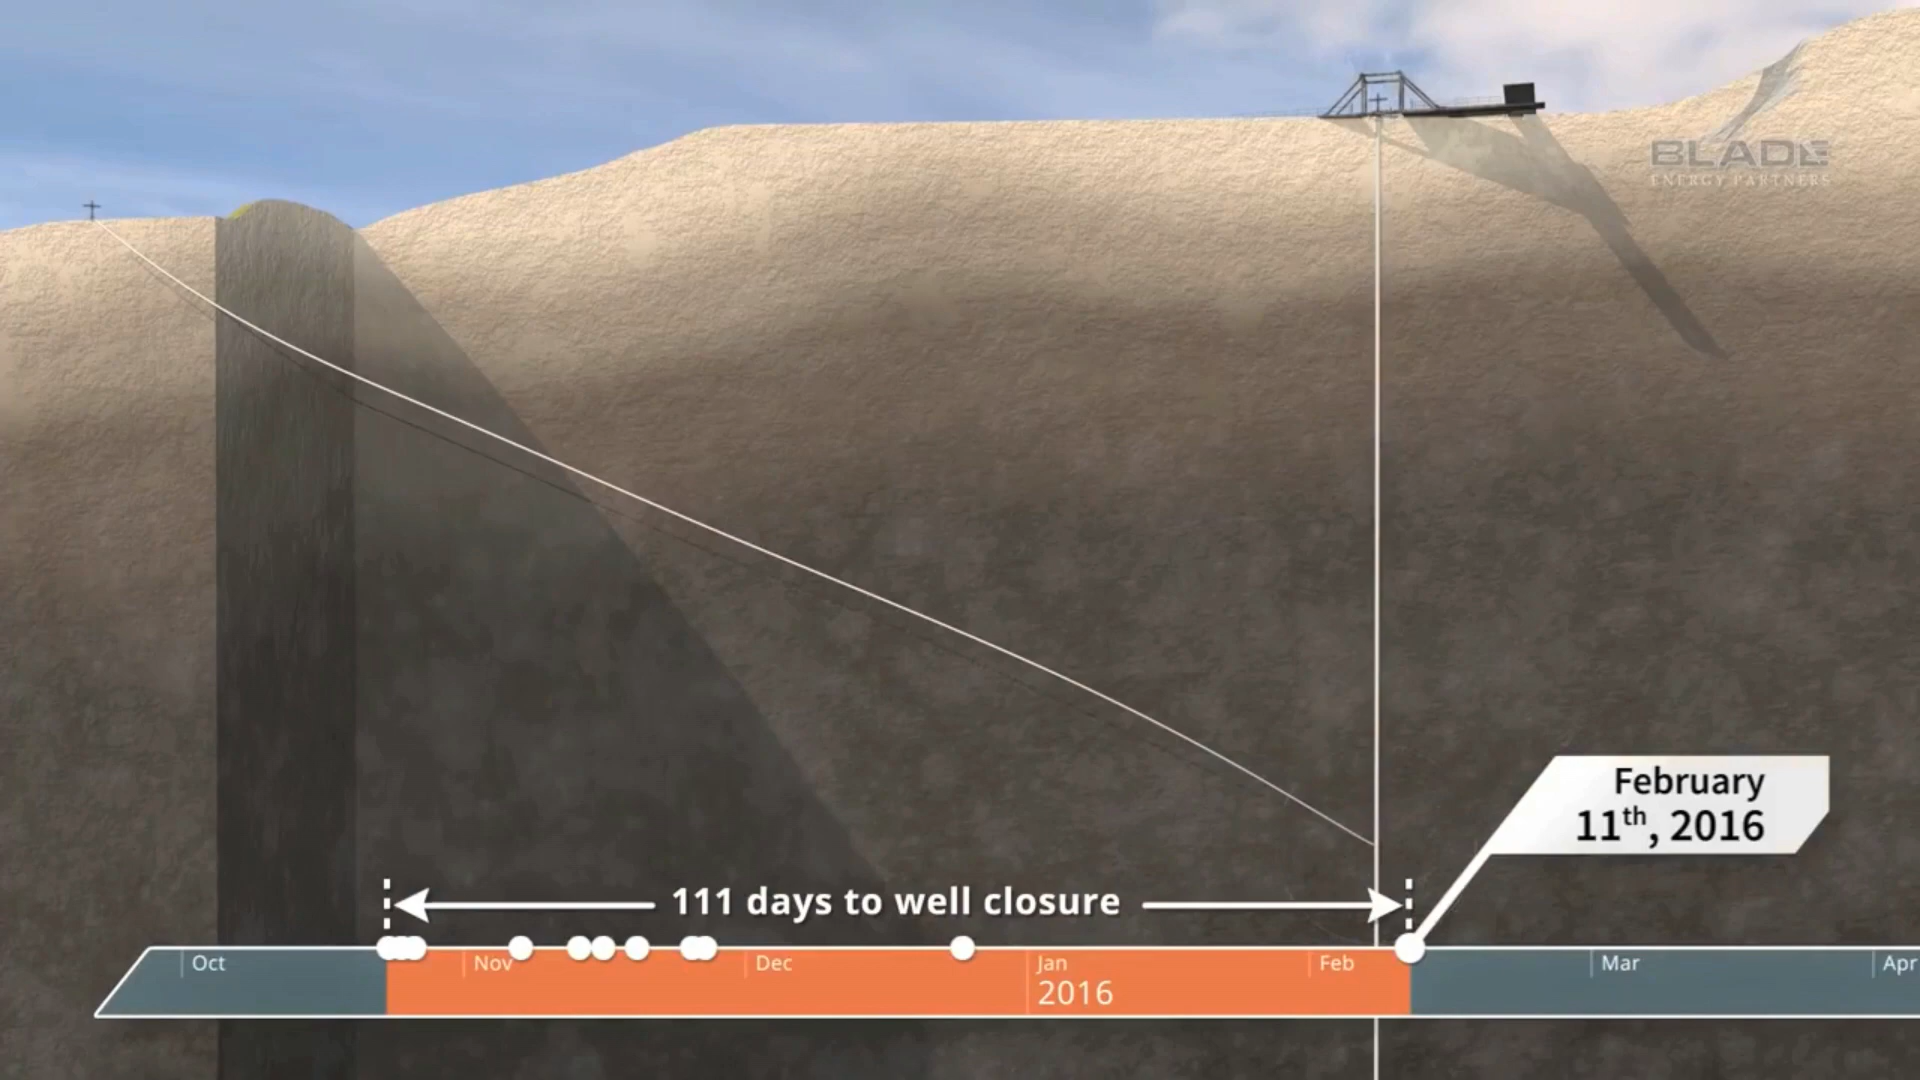 BLADE
ENERGY PARTNERS
February
11th, 2016
111 days to well closure
Oct
Nov
Dec
Jan
Feb
Mar
Apr
2016